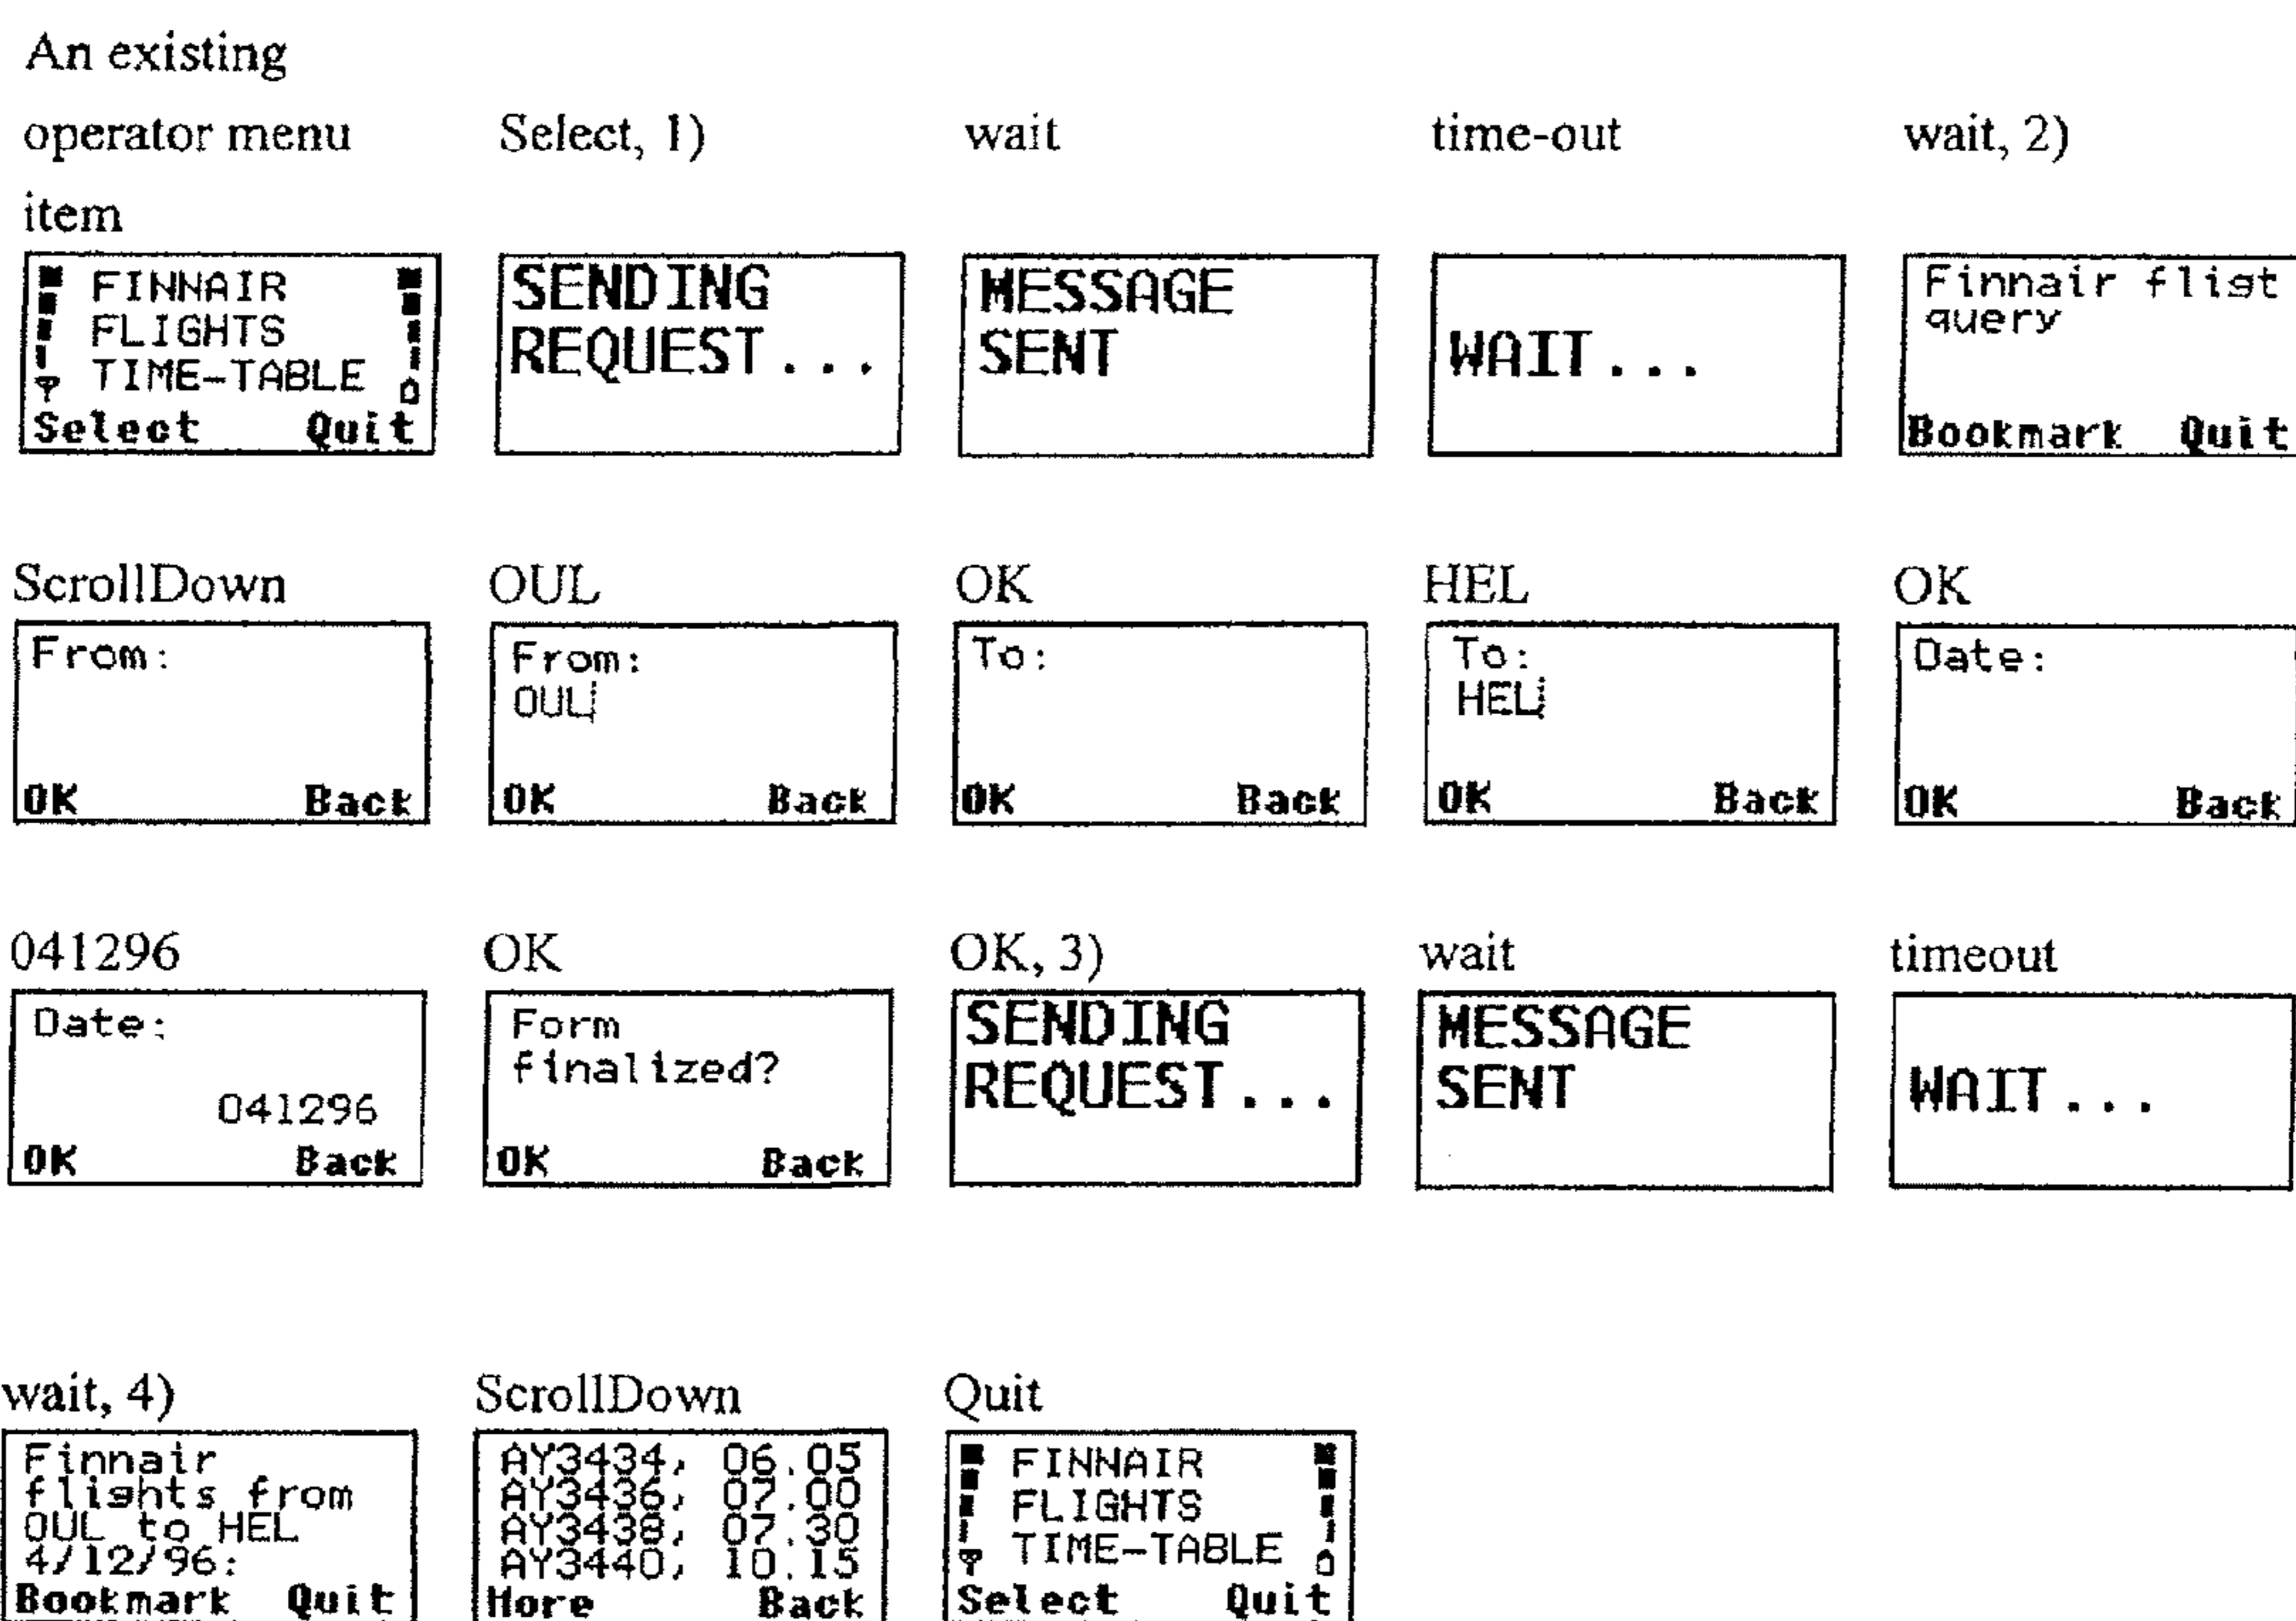 An existing
operator menu
item
Select, 1)
wait
time-out
wait, 2)
FINNAIR
FLIGHTS
TIME-TABLE
Select Quit
SENDING
REQUEST...
MESSAGE
SENT
WAIT...
Finnair fligt
query
Bookmark Quit
ScrollDown
OUL
OK
HEL
OK
From:
OK Back
From:
OUL
OK Back
To:
OK Back
To:
HEL
OK Back
Date:
OK Back
041296
OK
OK, 3)
wait
timeout
Date:
041296
OK Back
Form
finalized?
OK Back
SENDING
REQUEST...
MESSAGE
SENT
WAIT...
wait, 4)
ScrollDown
Quit
Finnair
flights from
OUL to HEL
4/12/96:
Bookmark Quit
AY3434, 06.05
AY3436, 07.00
AY3438, 07.30
AY3440, 10.15
More Back
FINNAIR
FLIGHTS
TIME-TABLE
Select Quit